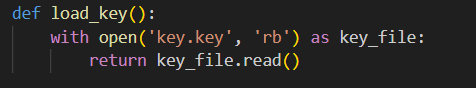 def load_key():
    with open('key.key', 'rb') as key_file:
        return key_file.read()